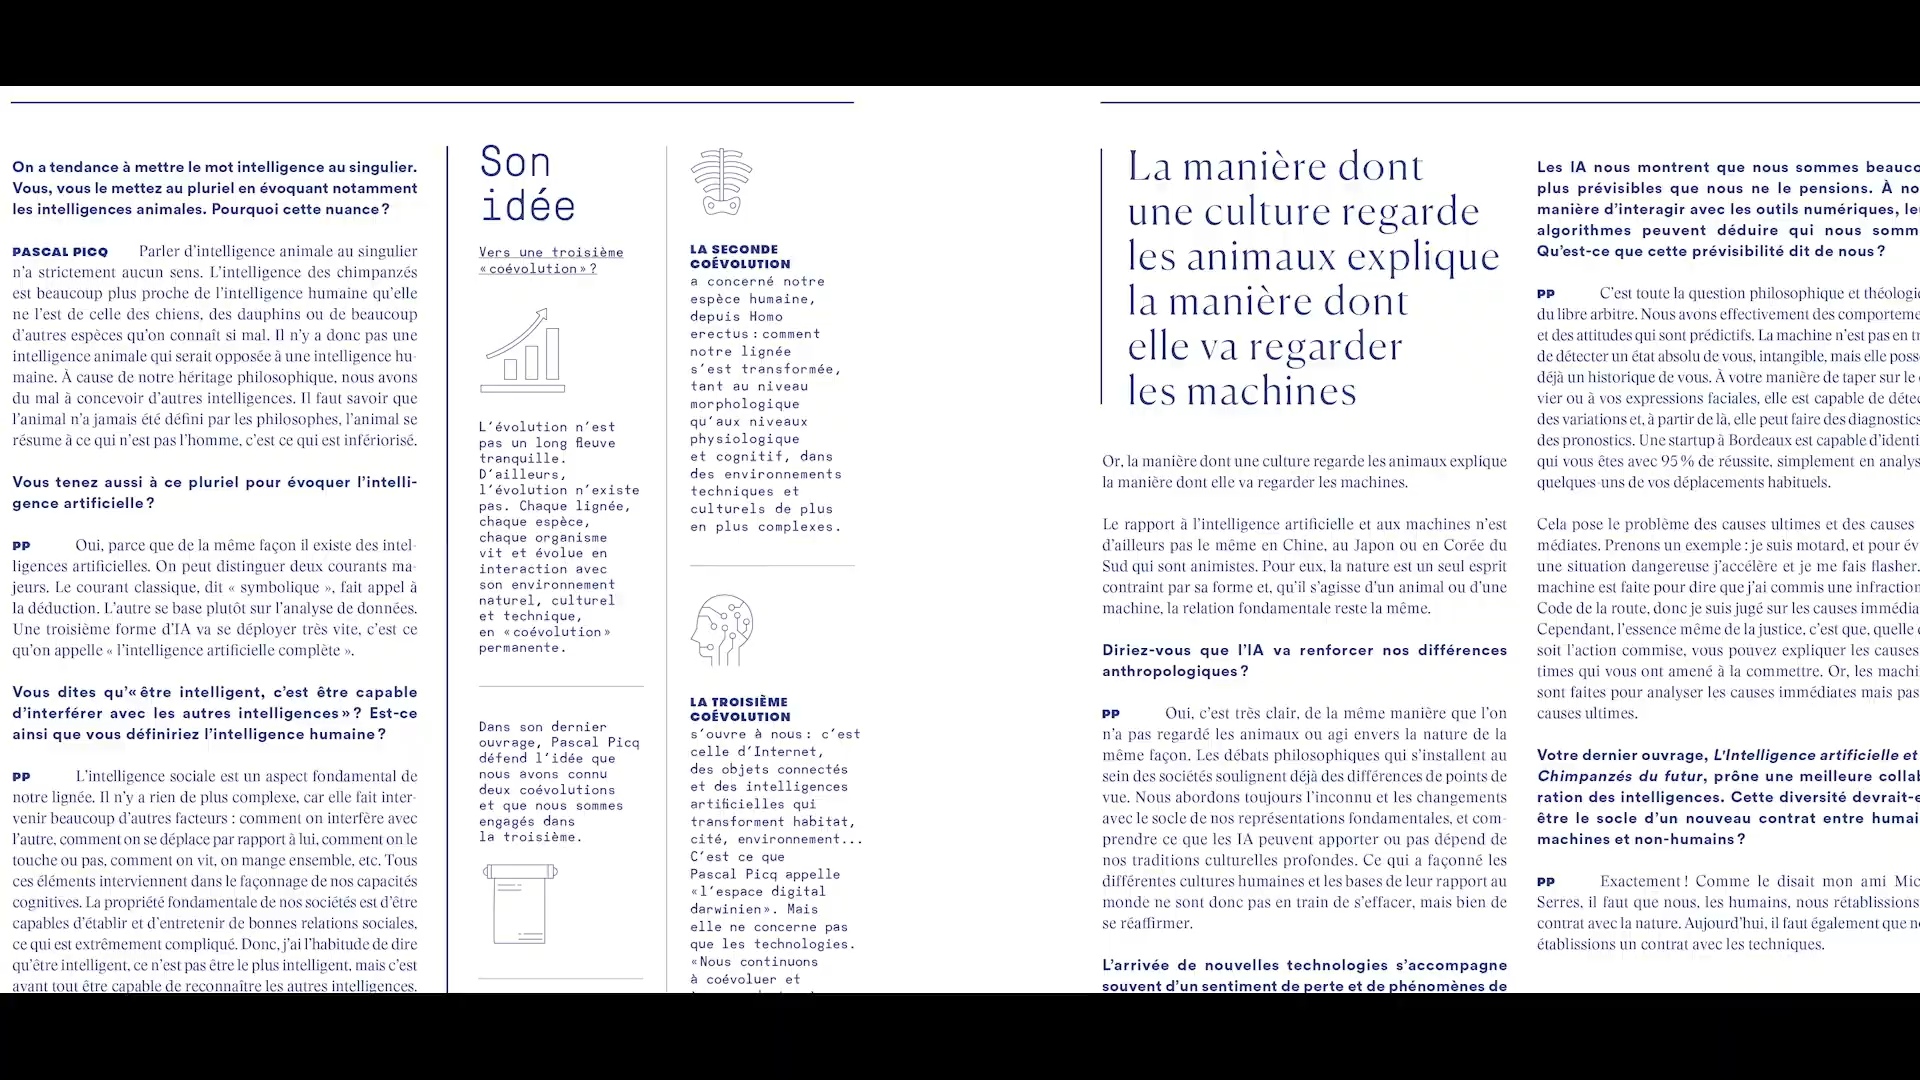 On a tendance à mettre le mot intelligence au singulier.
Vous, vous le mettez au pluriel en évoquant notamment
les intelligences animales. Pourquoi cette nuance ?
PASCAL PICQ Parler d’intelligence animale au singulier
n’a strictement aucun sens. L’intelligence des chimpanzés
est beaucoup plus proche de l’intelligence humaine qu’elle
ne l’est de celle des chiens, des dauphins ou de beaucoup
d’autres espèces qu’on connaît si mal. Il n’y a donc pas une
intelligence animale qui serait opposée à une intelligence hu-
maine. À cause de notre héritage philosophique, nous avons
du mal à concevoir d’autres intelligences. Il faut savoir que
l’animal n’a jamais été défini par les philosophes, l’animal se
résume à ce qui n’est pas l’homme, c’est ce qui est infériorisé.
Vous tenez aussi à ce pluriel pour évoquer l’intelli-
gence artificielle ?
PP Oui, parce que de la même façon il existe des intel-
ligences artificielles. On peut distinguer deux courants ma-
jeurs. Le courant classique, dit « symbolique », fait appel à
la déduction. L’autre se base plutôt sur l’analyse de données.
Une troisième forme d’IA va se déployer très vite, c’est ce
qu’on appelle « l’intelligence artificielle complète ».
Vous dites qu’« être intelligent, c’est être capable
d’interférer avec les autres intelligences » ? Est-ce
ainsi que vous définiriez l’intelligence humaine ?
PP L’intelligence sociale est un aspect fondamental de
notre lignée. Il n’y a rien de plus complexe, car elle fait inter-
venir beaucoup d’autres facteurs : comment on interfère avec
l’autre, comment on se déplace par rapport à lui, comment on le
touche ou pas, comment on vit, on mange ensemble, etc. Tous
ces éléments interviennent dans le façonnage de nos capacités
cognitives. La propriété fondamentale de nos sociétés est d’être
capables d’établir et d’entretenir de bonnes relations sociales,
ce qui est extrêmement compliqué. Donc, j’ai l’habitude de dire
qu’être intelligent, ce n’est pas être le plus intelligent, mais c’est
avant tout être capable de reconnaître les autres intelligences.
Son
idée
Vers une troisième
« coévolution » ?
L’évolution n’est
pas un long fleuve
tranquille.
D’ailleurs,
l’évolution n’existe
pas. Chaque lignée,
chaque espèce,
chaque organisme
vit et évolue en
interaction avec
son environnement
naturel, culturel
et technique,
en « coévolution »
permanente.
Dans son dernier
ouvrage, Pascal Picq
défend l’idée que
nous avons connu
deux coévolutions
et que nous sommes
engagés dans
la troisième.
LA SECONDE
COÉVOLUTION
a concerné notre
espèce humaine,
depuis Homo
erectus : comment
notre lignée
s’est transformée,
tant au niveau
morphologique
qu’aux niveaux
physiologique
et cognitif, dans
des environnements
techniques et
culturels de plus
en plus complexes.
LA TROISIÈME
COÉVOLUTION
s’ouvre à nous : c’est
celle d’Internet,
des objets connectés
et des intelligences
artificielles qui
transforment habitat,
cité, environnement...
C’est ce que
Pascal Picq appelle
« l’espace digital
darwinien ». Mais
elle ne concerne pas
que les technologies.
« Nous continuons
à coévoluer et
La manière dont
une culture regarde
les animaux explique
la manière dont
elle va regarder
les machines
Or, la manière dont une culture regarde les animaux explique
la manière dont elle va regarder les machines.
Le rapport à l’intelligence artificielle et aux machines n’est
d’ailleurs pas le même en Chine, au Japon ou en Corée du
Sud qui sont animistes. Pour eux, la nature est un seul esprit
contraint par sa forme et, qu’il s’agisse d’un animal ou d’une
machine, la relation fondamentale reste la même.
Diriez-vous que l’IA va renforcer nos différences
anthropologiques ?
PP Oui, c’est très clair, de la même manière que l’on
n’a pas regardé les animaux ou agi envers la nature de la
même façon. Les débats philosophiques qui s’installent au
sein des sociétés soulignent déjà des différences de points de
vue. Nous abordons toujours l’inconnu et les changements
avec le socle de nos représentations fondamentales, et com-
prendre ce que les IA peuvent apporter ou pas dépend de
nos traditions culturelles profondes. Ce qui a façonné les
différentes cultures humaines et les bases de leur rapport au
monde ne sont donc pas en train de s’effacer, mais bien de
se réaffirmer.
L’arrivée de nouvelles technologies s’accompagne
souvent d’un sentiment de perte et de phénomènes de
Les IA nous montrent que nous sommes beauco
plus prévisibles que nous ne le pensions. À no
manière d’interagir avec les outils numériques, le
algorithmes peuvent déduire qui nous somm
Qu’est-ce que cette prévisibilité dit de nous ?
PP C’est toute la question philosophique et théologi
du libre arbitre. Nous avons effectivement des comporteme
et des attitudes qui sont prédictifs. La machine n’est pas en tr
de détecter un état absolu de vous, intangible, mais elle poss
déjà un historique de vous. À votre manière de taper sur le
vier ou à vos expressions faciales, elle est capable de déte
des variations et, à partir de là, elle peut faire des diagnostics
des pronostics. Une startup à Bordeaux est capable d’identi
qui vous êtes avec 95 % de réussite, simplement en analys
quelques-uns de vos déplacements habituels.
Cela pose le problème des causes ultimes et des causes
médiates. Prenons un exemple : je suis motard, et pour év
une situation dangereuse j’accélère et je me fais flasher.
machine est faite pour dire que j’ai commis une infraction
Code de la route, donc je suis jugé sur les causes immédia
Cependant, l’essence même de la justice, c’est que, quelle
soit l’action commise, vous pouvez expliquer les causes
times qui vous ont amené à la commettre. Or, les machi
sont faites pour analyser les causes immédiates mais pas
causes ultimes.
Votre dernier ouvrage, L’Intelligence artificielle et
Chimpanzés du futur, prône une meilleure collab
ration des intelligences. Cette diversité devrait-e
être le socle d’un nouveau contrat entre humai
machines et non-humains ?
PP Exactement ! Comme le disait mon ami Mic
Serres, il faut que nous, les humains, nous rétablissions
contrat avec la nature. Aujourd’hui, il faut également que n
établissions un contrat avec les techniques.